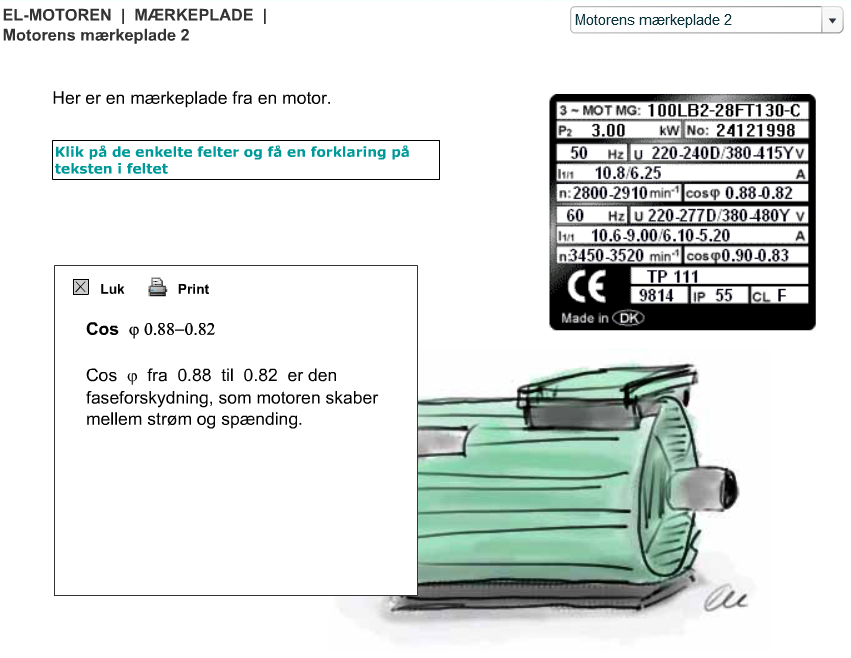 EL-MOTOREN | MÆRKEPLADE |
Motorens mærkeplade 2
Motorens mærkeplade 2
Her er en mærkeplade fra en motor.
Klik på de enkelte felter og få en forklaring på
teksten i feltet
3 ~ MOT MG: 100LB2-28FT130-C
P2 3.00 kW No: 24121998
50 Hz U 220-240D/380-415Y V
I1/1 10.8/6.25 A
n: 2800-2910 min-1 cosφ 0.88-0.82
60 Hz U 220-277D/380-480Y V
I1/1 10.6-9.00/6.10-5.20 A
n:3450-3520 min-1 cosφ0.90-0.83
CE TP 111
9814 IP 55 CL F
Made in DK
Luk Print
Cos φ 0.88–0.82
Cos φ fra 0.88 til 0.82 er den
faseforskydning, som motoren skaber
mellem strøm og spænding.